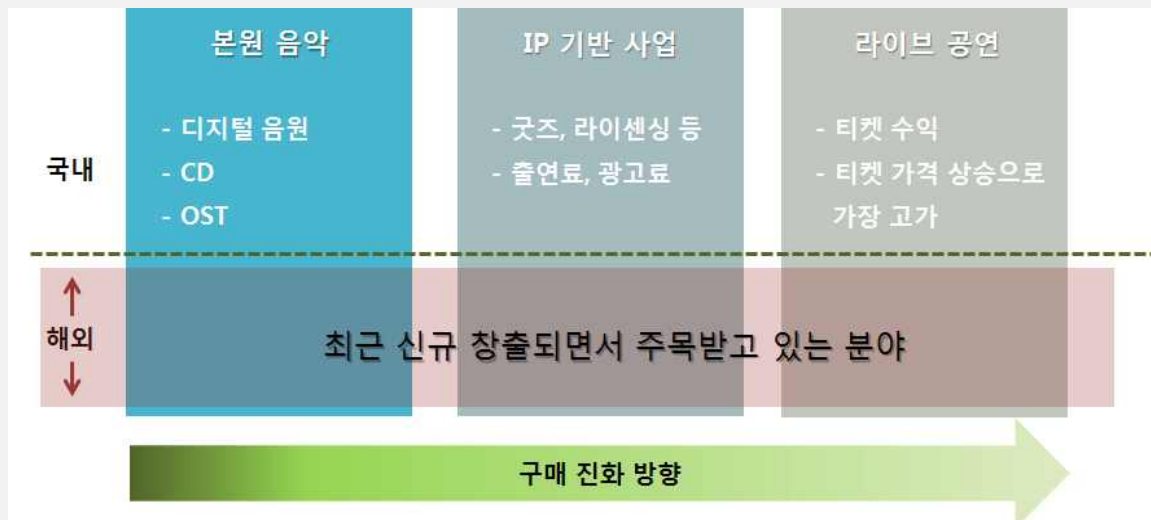 본원 음악
IP 기반 사업
라이브 공연
국내
- 디지털 음원
- CD
- OST
- 굿즈, 라이센싱 등
- 출연료, 광고료
- 티켓 수익
- 티켓 가격 상승으로
가장 고가
해외
최근 신규 창출되면서 주목받고 있는 분야
구매 진화 방향